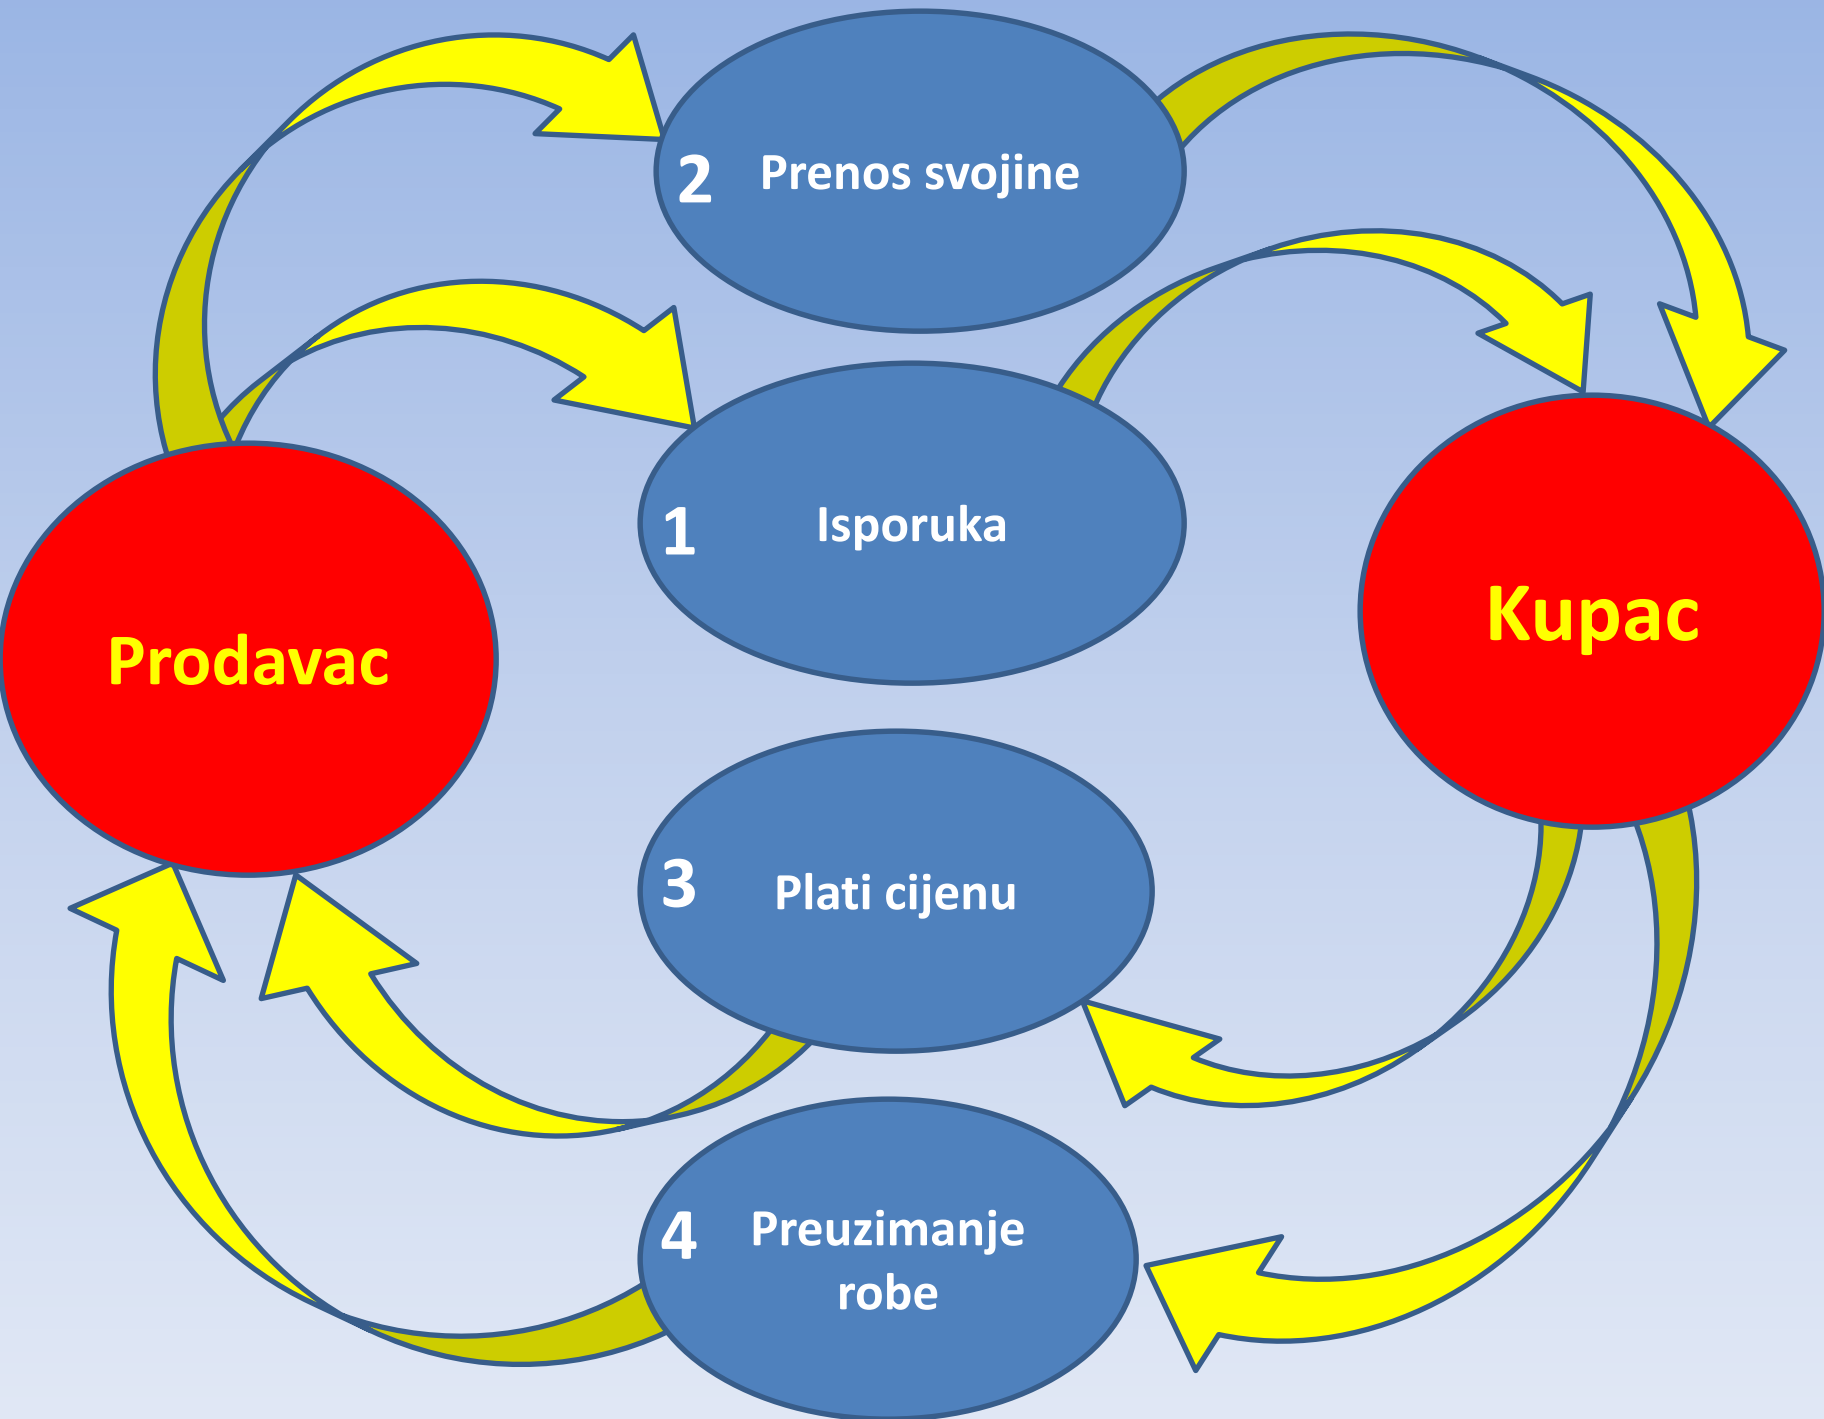 2 Prenos svojine
1 Isporuka
Prodavac
Kupac
3 Plati cijenu
4 Preuzimanje
robe